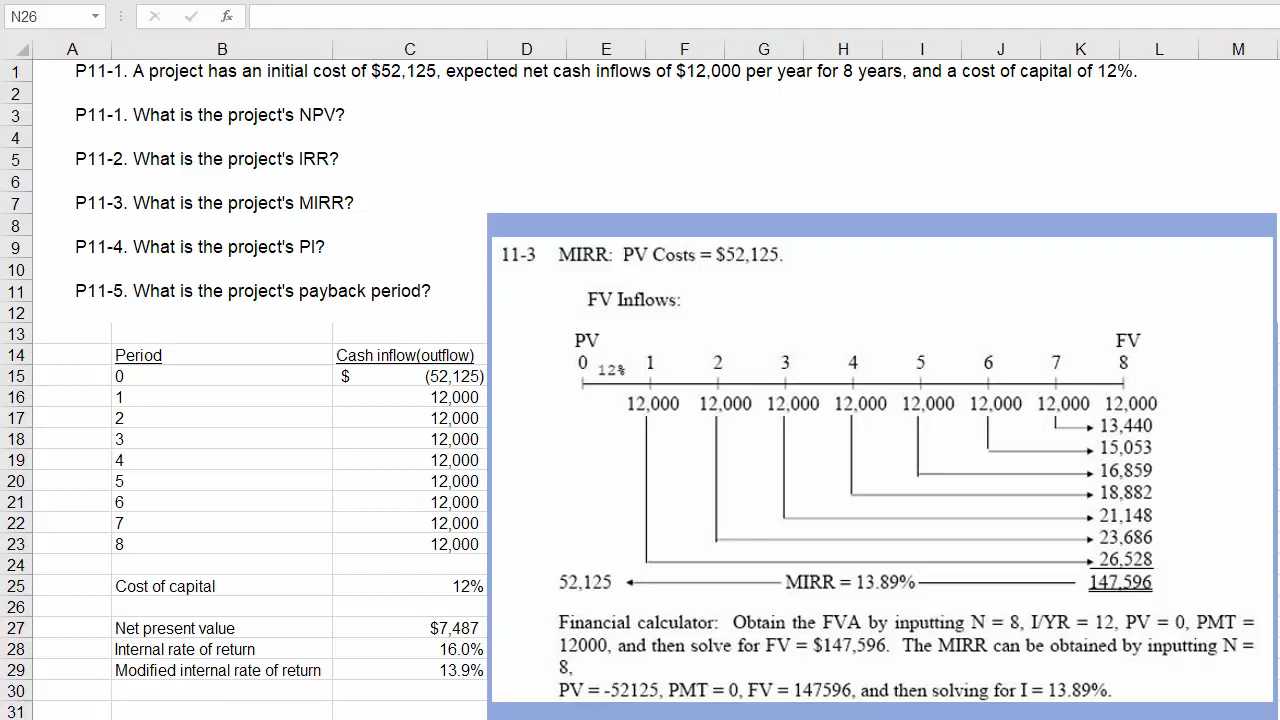 N26
fx
A B C D E F G H I J K L M
1 P11-1. A project has an initial cost of $52,125, expected net cash inflows of $12,000 per year for 8 years, and a cost of capital of 12%.
2
3 P11-1. What is the project's NPV?
4
5 P11-2. What is the project's IRR?
6
7 P11-3. What is the project's MIRR?
8
9 P11-4. What is the project's PI?
10
11 P11-5. What is the project's payback period?
12
13
14 Period Cash inflow(outflow)
15 0 $ (52,125)
16 1 12,000
17 2 12,000
18 3 12,000
19 4 12,000
20 5 12,000
21 6 12,000
22 7 12,000
23 8 12,000
24
25 Cost of capital 12%
26
27 Net present value $7,487
28 Internal rate of return 16.0%
29 Modified internal rate of return 13.9%
30
31
11-3 MIRR: PV Costs = $52,125.
FV Inflows:
PV FV
0 12% 1 2 3 4 5 6 7 8
12,000 12,000 12,000 12,000 12,000 12,000 12,000 12,000
13,440
15,053
16,859
18,882
21,148
23,686
26,528
52,125 MIRR = 13.89% 147,596
Financial calculator: Obtain the FVA by inputting N = 8, I/YR = 12, PV = 0, PMT =
12000, and then solve for FV = $147,596. The MIRR can be obtained by inputting N =
8,
PV = -52125, PMT = 0, FV = 147596, and then solving for I = 13.89%.